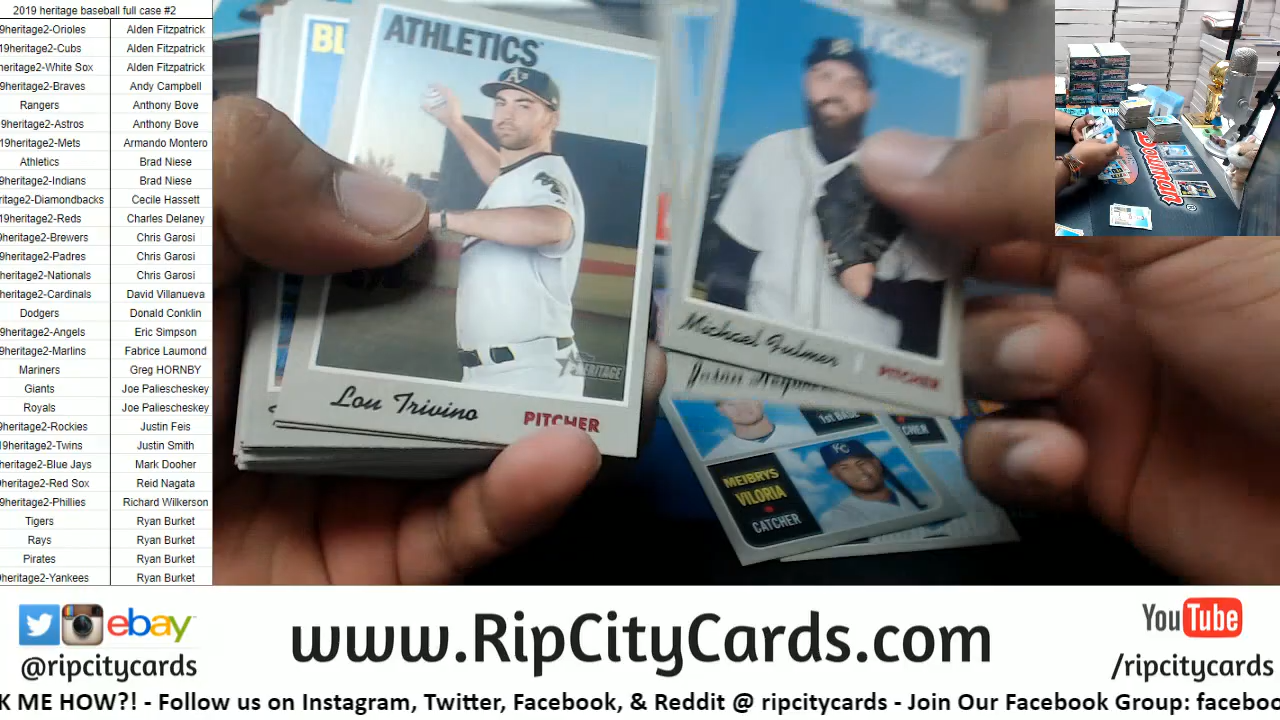 2019 heritage baseball full case #2
9heritage2-Orioles Alden Fitzpatrick
19heritage2-Cubs Alden Fitzpatrick
heritage2-White Sox Alden Fitzpatrick
9heritage2-Braves Andy Campbell
Rangers Anthony Bove
9heritage2-Astros Anthony Bove
19heritage2-Mets Armando Montero
Athletics Brad Niese
9heritage2-Indians Brad Niese
ritage2-Diamondbacks Cecile Hassett
19heritage2-Reds Charles Delaney
heritage2-Brewers Chris Garosi
9heritage2-Padres Chris Garosi
heritage2-Nationals Chris Garosi
heritage2-Cardinals David Villanueva
Dodgers Donald Conklin
9heritage2-Angels Eric Simpson
heritage2-Marlins Fabrice Laumond
Mariners Greg HORNBY
Giants Joe Paliescheskey
Royals Joe Paliescheskey
heritage2-Rockies Justin Feis
19heritage2-Twins Justin Smith
heritage2-Blue Jays Mark Dooher
eritage2-Red Sox Reid Nagata
9heritage2-Phillies Richard Wilkerson
Tigers Ryan Burket
Rays Ryan Burket
Pirates Ryan Burket
heritage2-Yankees Ryan Burket
BL
ATHLETICS
A's
HERITAGE
Lou Trivino PITCHER
TIGERS
Michael Fulmer PITCHER
1st BASE
KC
MEIBRYS
VILORIA
CATCHER
Bowman
ebay
@ripcitycards
www.RipCityCards.com
YouTube
/ripcitycards
K ME HOW?! - Follow us on Instagram, Twitter, Facebook, & Reddit @ ripcitycards - Join Our Facebook Group: facebo